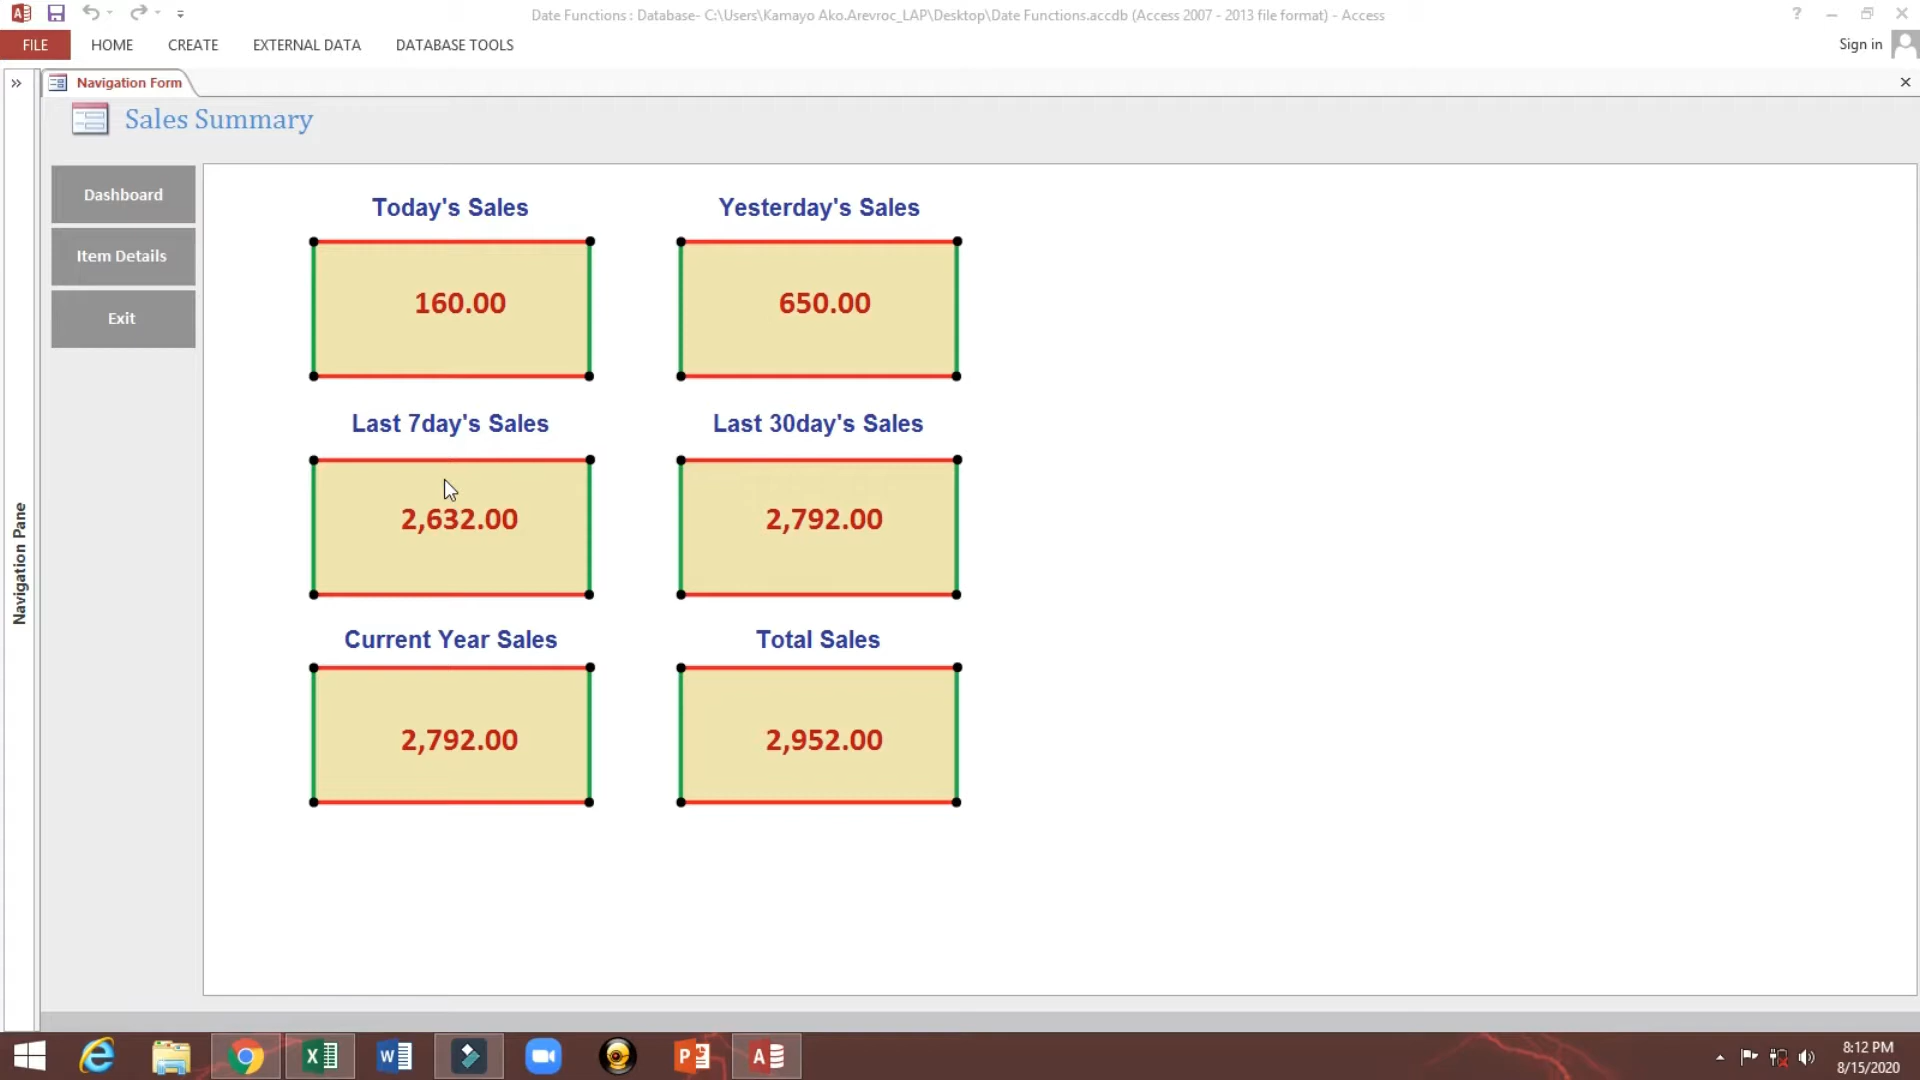 Date Functions : Database- C:\Users\Kamayo Ako.Arevroc_LAP\Desktop\Date Functions.accdb (Access 2007 - 2013 file format) - Access
FILE HOME CREATE EXTERNAL DATA DATABASE TOOLS Sign in
Navigation Form
Sales Summary
Dashboard
Item Details
Exit
Navigation Pane
Today's Sales Yesterday's Sales
160.00 650.00
Last 7day's Sales Last 30day's Sales
2,632.00 2,792.00
Current Year Sales Total Sales
2,792.00 2,952.00
8:12 PM
8/15/2020